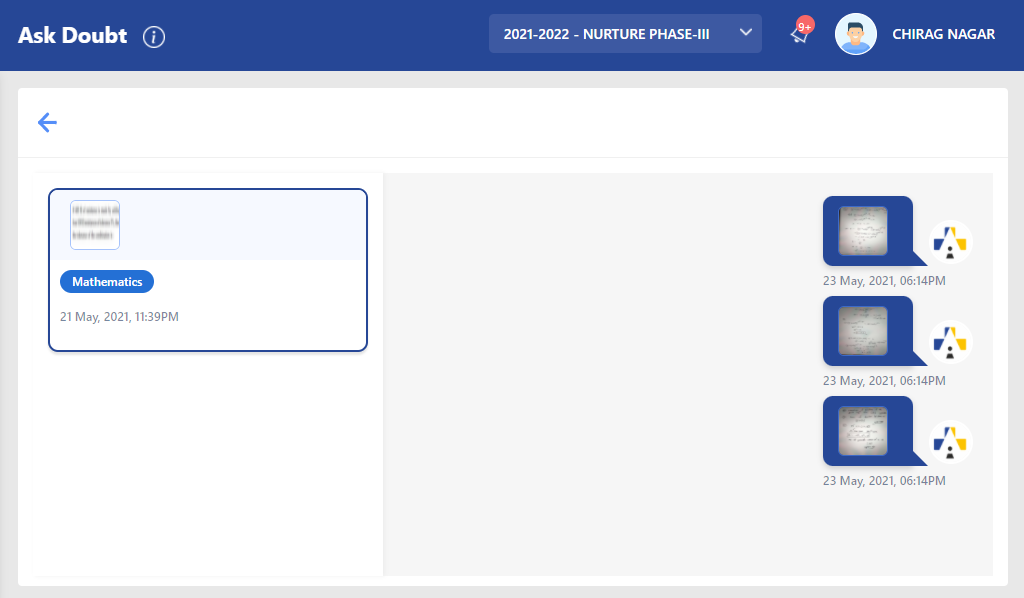 Ask Doubt
2021-2022 - NURTURE PHASE-III
9+
CHIRAG NAGAR
Mathematics
21 May, 2021, 11:39PM
23 May, 2021, 06:14PM
23 May, 2021, 06:14PM
23 May, 2021, 06:14PM